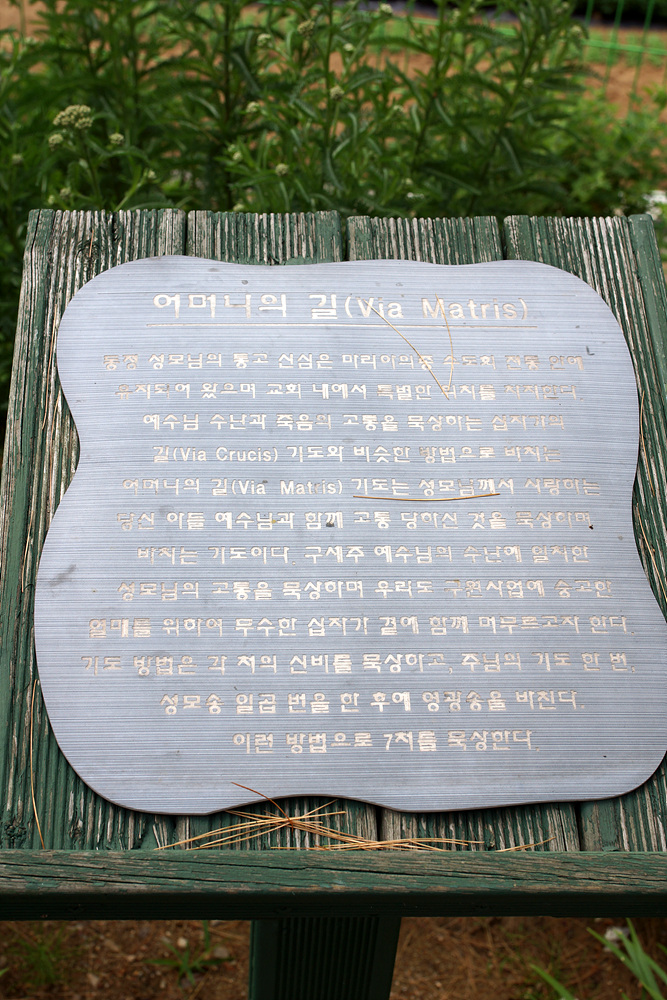 어머니의 길(Via Matris)
동정 성모님의 통고 신심은 마리아의종 수도회 전통 안에
유지되어 왔으며 교회 내에서 특별한 위치를 차지한다.
예수님 수난과 죽음의 고통을 묵상하는 십자가의
길(Via Crucis) 기도와 비슷한 방법으로 바치는
어머니의 길(Via Matris) 기도는 성모님께서 사랑하는
당신 아들 예수님과 함께 고통 당하신 것을 묵상하며
바치는 기도이다. 구세주 예수님의 수난에 일치한
성모님의 고통을 묵상하며 우리도 구원사업에 숭고한
열매를 위하여 무수한 십자가 곁에 함께 머무르고자 한다.
기도 방법은 각 처의 신비를 묵상하고, 주님의 기도 한 번,
성모송 일곱 번을 한 후에 영광송을 바친다.
이런 방법으로 7처를 묵상한다.